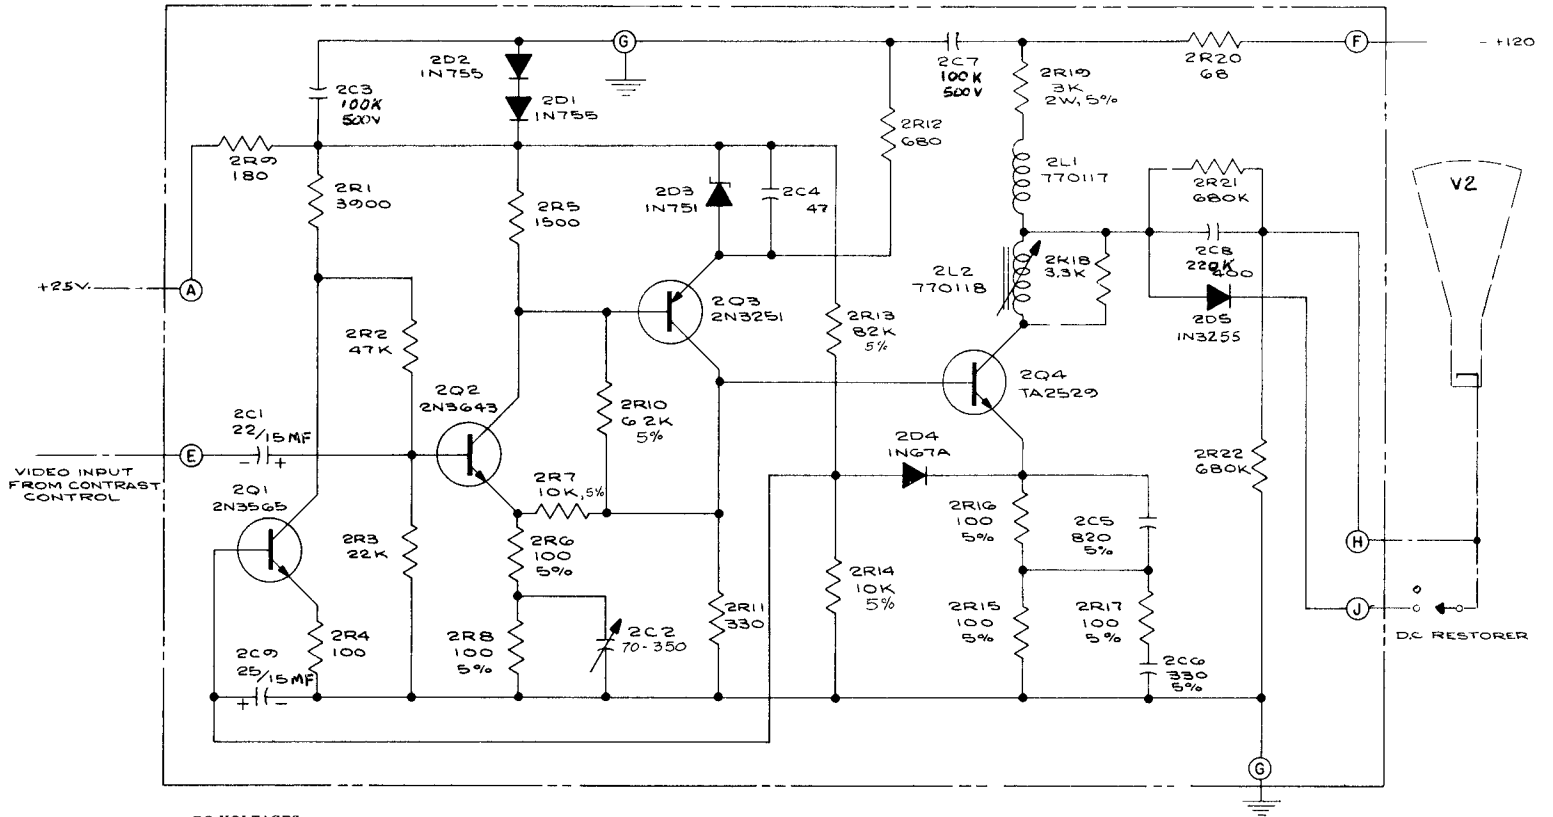 +120
F
2R20
68
G
2C7
100K
500V
2R19
3K
2W, 5%
2D2
1N755
2D1
1N755
2C3
100K
500V
2R12
680
2R9
180
2R1
3900
2R5
1500
2D3
1N751
2C4
47
2L1
770117
2R21
680K
V2
2C8
220K
400
2L2
770118
2R18
3.3K
+25V.
A
2Q3
2N3251
2R13
82K
5%
2D5
1N3255
2R2
47K
2Q2
2N3643
2R10
6.2K
5%
2Q4
TA2529
2C1
22/15MF
- +
E
VIDEO INPUT
FROM CONTRAST
CONTROL
2D4
1N67A
2R22
680K
2R7
10K, 5%
2Q1
2N3565
2R3
22K
2R6
100
5%
2R16
100
5%
2C5
820
5%
H
2R14
10K
5%
2R4
100
2R8
100
5%
2C2
70-350
2R11
330
2R15
100
5%
2R17
100
5%
J
D.C RESTORER
2C9
25/15MF
+ -
2C6
330
5%
G
DC VOLTAGES